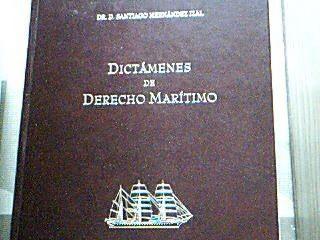 DR. D. SANTIAGO HERNÁNDEZ IZAL
DICTÁMENES
DE
DERECHO MARÍTIMO